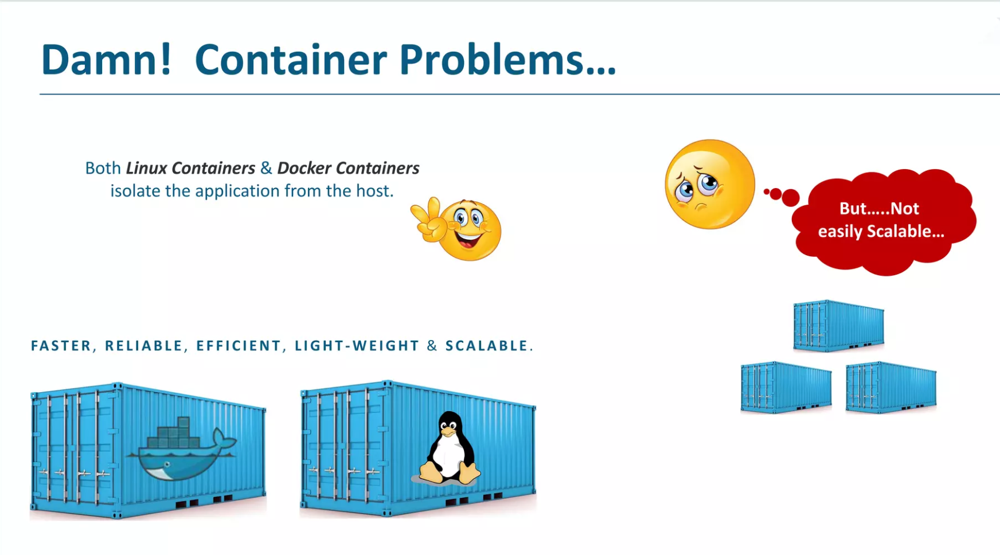 Damn!  Container Problems...
Both Linux Containers & Docker Containers
isolate the application from the host.
But.....Not
easily Scalable...
FASTER, RELIABLE, EFFICIENT, LIGHT-WEIGHT & SCALABLE.